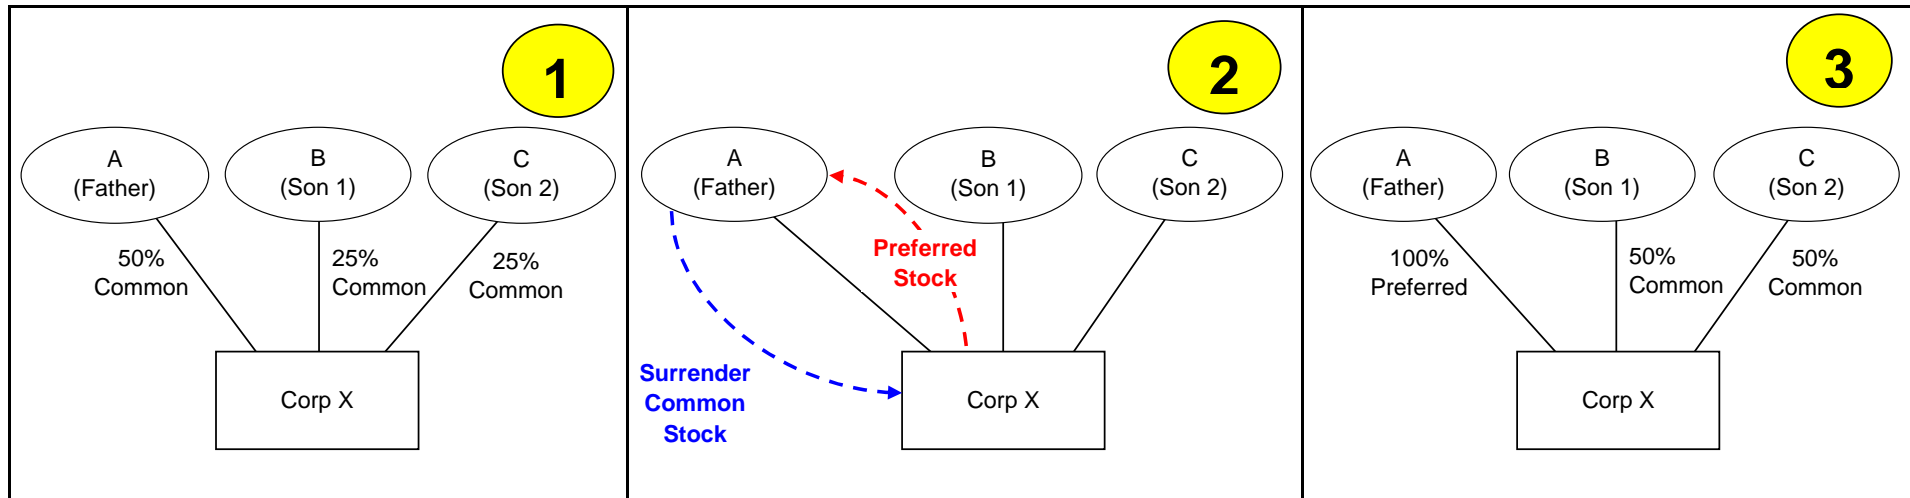 1
A
(Father)
B
(Son 1)
C
(Son 2)
50%
Common
25%
Common
25%
Common
Corp X
2
A
(Father)
B
(Son 1)
C
(Son 2)
Preferred
Stock
Surrender
Common
Stock
Corp X
3
A
(Father)
B
(Son 1)
C
(Son 2)
100%
Preferred
50%
Common
50%
Common
Corp X